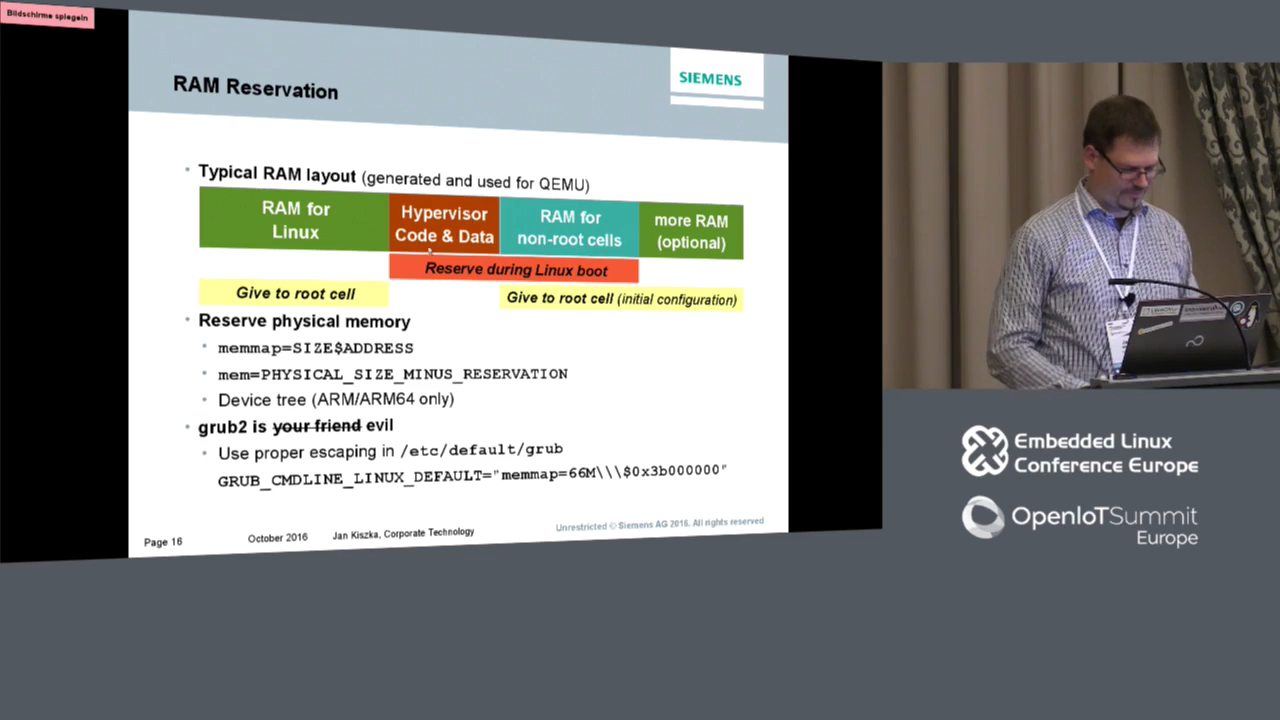 Bildschirme spiegeln
RAM Reservation
SIEMENS
Typical RAM layout (generated and used for QEMU)
RAM for
Linux
Hypervisor
Code & Data
RAM for
non-root cells
more RAM
(optional)
Reserve during Linux boot
Give to root cell
Give to root cell (initial configuration)
Reserve physical memory
memmap=SIZE$ADDRESS
mem=PHYSICAL_SIZE_MINUS_RESERVATION
Device tree (ARM/ARM64 only)
grub2 is your friend evil
Use proper escaping in /etc/default/grub
GRUB_CMDLINE_LINUX_DEFAULT="memmap=66M\\\$0x3b000000"
Page 16
October 2016
Jan Kiszka, Corporate Technology
Unrestricted © Siemens AG 2016. All rights reserved
Embedded Linux
Conference Europe
OpenIoTSummit
Europe